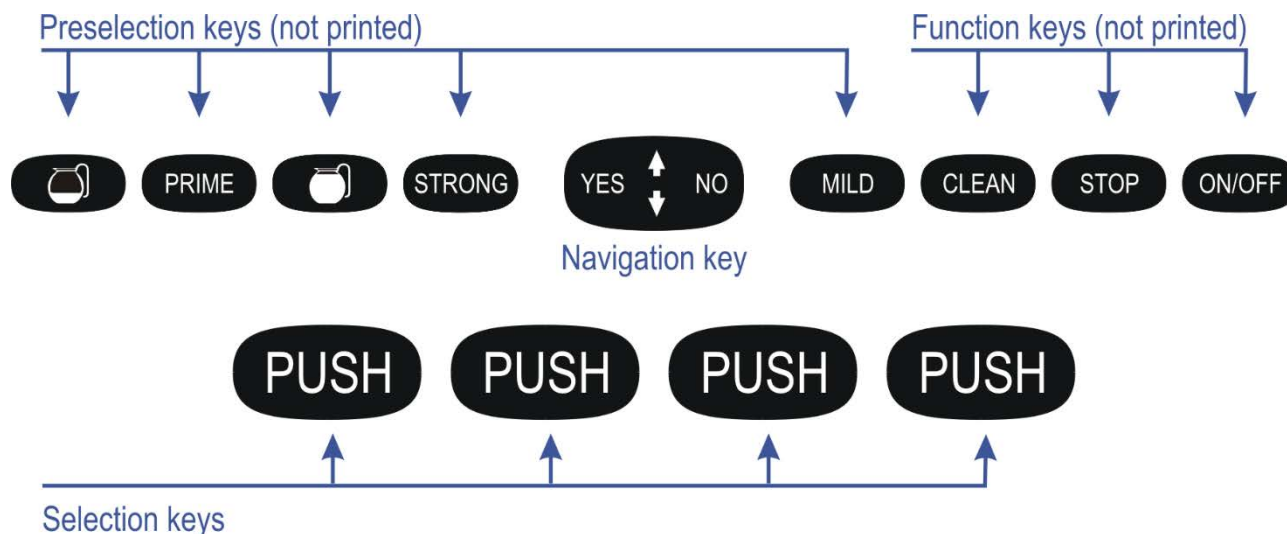 Preselection keys (not printed) Function keys (not printed)
PRIME STRONG YES NO MILD CLEAN STOP ON/OFF
Navigation key
PUSH PUSH PUSH PUSH
Selection keys